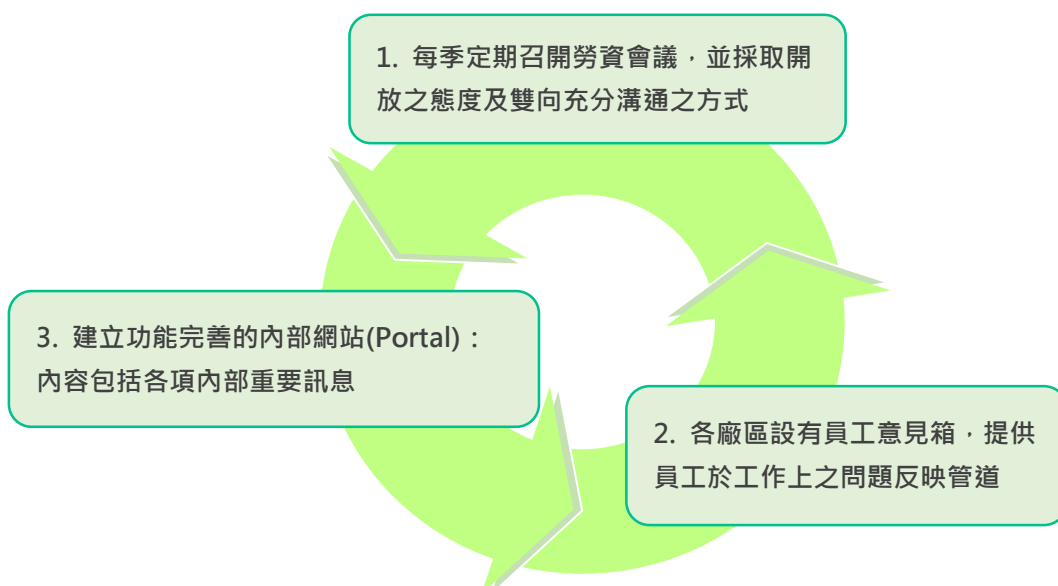 1. 每季定期召開勞資會議，並採取開
放之態度及雙向充分溝通之方式
2. 各廠區設有員工意見箱，提供
員工於工作上之問題反映管道
3. 建立功能完善的內部網站(Portal)：
內容包括各項內部重要訊息